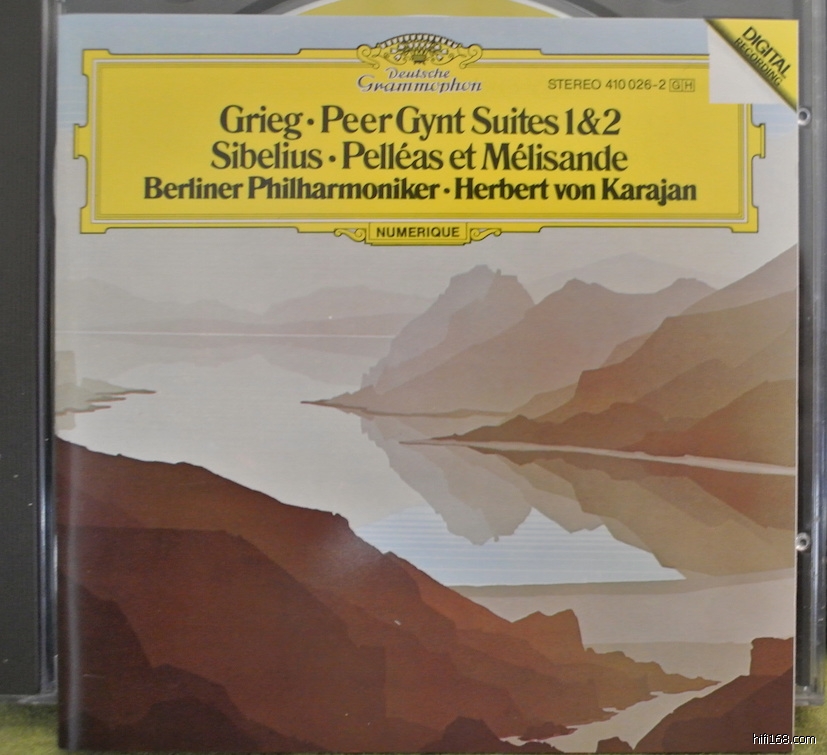 Deutsche
Grammophon
STEREO 410 026-2 GH
DIGITAL
RECORDING
Grieg · Peer Gynt Suites 1 & 2
Sibelius · Pelléas et Mélisande
Berliner Philharmoniker · Herbert von Karajan
NUMERIQUE
hifi168.com